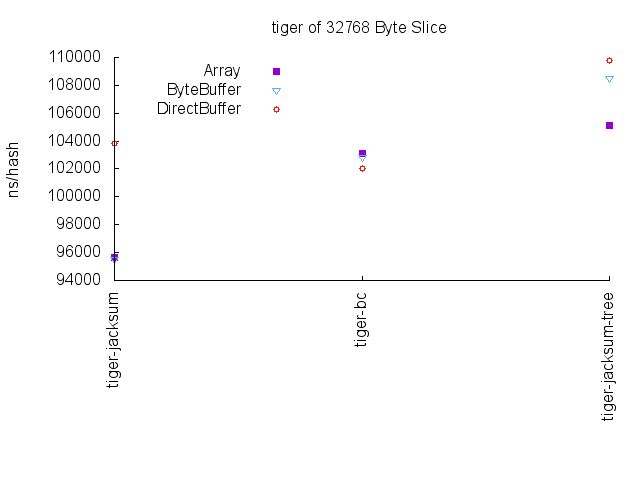 tiger of 32768 Byte Slice
110000
108000
106000
104000
102000
100000
98000
96000
94000
ns/hash
Array
ByteBuffer
DirectBuffer
tiger-jacksum
tiger-bc
tiger-jacksum-tree